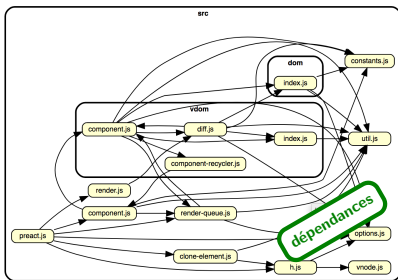 src
constants.js
dom
index.js
vdom
component.js
diff.js
index.js
util.js
component-recycler.js
render.js
component.js
render-queue.js
dépendances
preact.js
options.js
clone-element.js
h.js
vnode.js